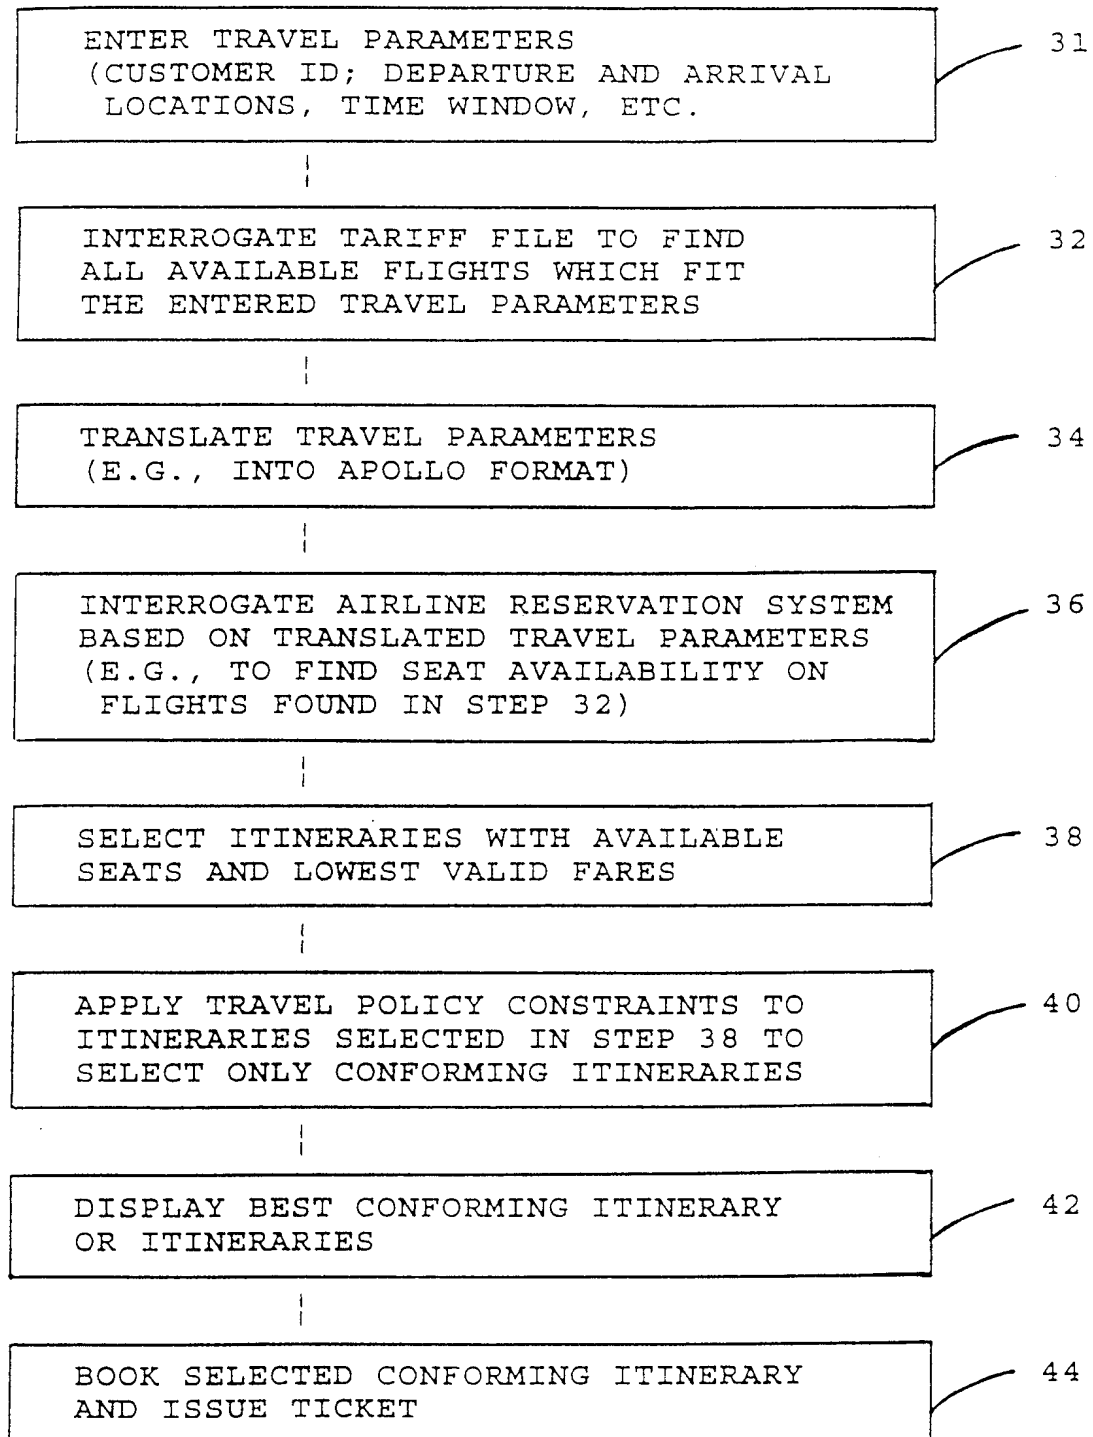 ENTER TRAVEL PARAMETERS
(CUSTOMER ID; DEPARTURE AND ARRIVAL
LOCATIONS, TIME WINDOW, ETC.
31
INTERROGATE TARIFF FILE TO FIND
ALL AVAILABLE FLIGHTS WHICH FIT
THE ENTERED TRAVEL PARAMETERS
32
TRANSLATE TRAVEL PARAMETERS
(E.G., INTO APOLLO FORMAT)
34
INTERROGATE AIRLINE RESERVATION SYSTEM
BASED ON TRANSLATED TRAVEL PARAMETERS
(E.G., TO FIND SEAT AVAILABILITY ON
FLIGHTS FOUND IN STEP 32)
36
SELECT ITINERARIES WITH AVAILABLE
SEATS AND LOWEST VALID FARES
38
APPLY TRAVEL POLICY CONSTRAINTS TO
ITINERARIES SELECTED IN STEP 38 TO
SELECT ONLY CONFORMING ITINERARIES
40
DISPLAY BEST CONFORMING ITINERARY
OR ITINERARIES
42
BOOK SELECTED CONFORMING ITINERARY
AND ISSUE TICKET
44